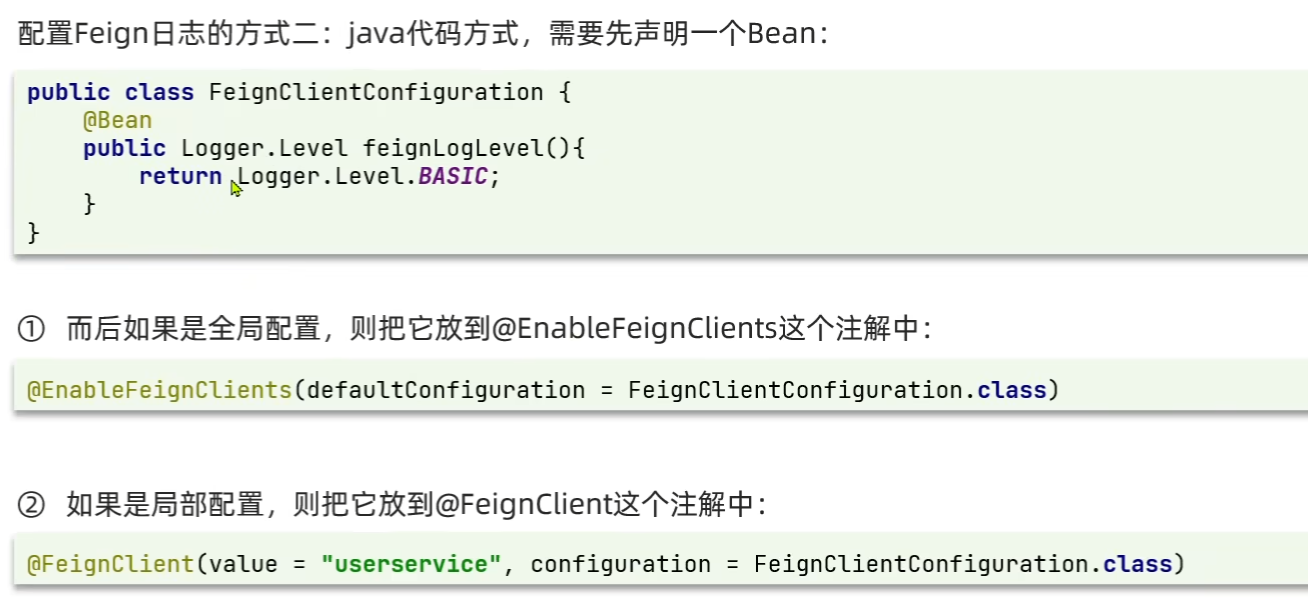 配置Feign日志的方式二：java代码方式，需要先声明一个Bean：
public class FeignClientConfiguration {
    @Bean
    public Logger.Level feignLogLevel(){
        return Logger.Level.BASIC;
    }
}
① 而后如果是全局配置，则把它放到@EnableFeignClients这个注解中：
@EnableFeignClients(defaultConfiguration = FeignClientConfiguration.class)
② 如果是局部配置，则把它放到@FeignClient这个注解中：
@FeignClient(value = "userservice", configuration = FeignClientConfiguration.class)